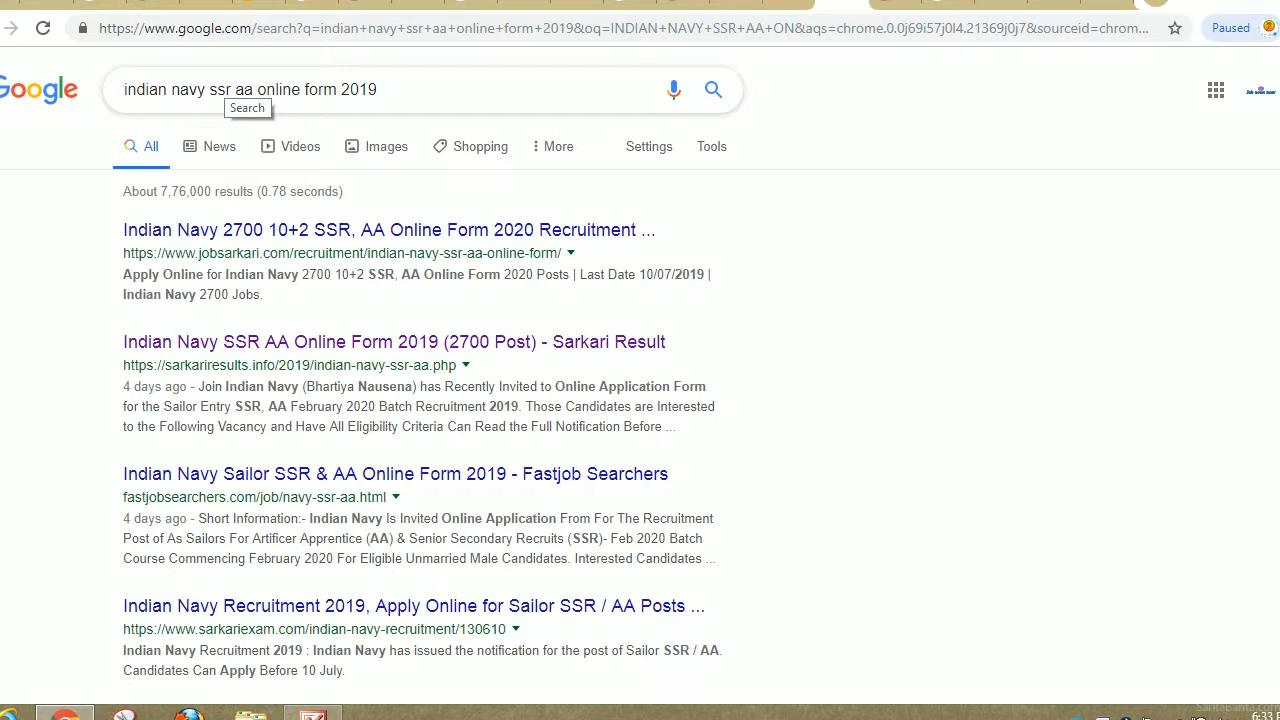 https://www.google.com/search?q=indian+navy+ssr+aa+online+form+2019&oq=INDIAN+NAVY+SSR+AA+ON&aqs=chrome.0.0j69i57j0l4.21369j0j7&sourceid=chrom...
Paused
Google
indian navy ssr aa online form 2019
Search
All
News
Videos
Images
Shopping
More
Settings
Tools
About 7,76,000 results (0.78 seconds)
Indian Navy 2700 10+2 SSR, AA Online Form 2020 Recruitment ...
https://www.jobsarkari.com/recruitment/indian-navy-ssr-aa-online-form/
Apply Online for Indian Navy 2700 10+2 SSR, AA Online Form 2020 Posts | Last Date 10/07/2019 |
Indian Navy 2700 Jobs.
Indian Navy SSR AA Online Form 2019 (2700 Post) - Sarkari Result
https://sarkariresults.info/2019/indian-navy-ssr-aa.php
4 days ago - Join Indian Navy (Bhartiya Nausena) has Recently Invited to Online Application Form
for the Sailor Entry SSR, AA February 2020 Batch Recruitment 2019. Those Candidates are Interested
to the Following Vacancy and Have All Eligibility Criteria Can Read the Full Notification Before ...
Indian Navy Sailor SSR & AA Online Form 2019 - Fastjob Searchers
fastjobsearchers.com/job/navy-ssr-aa.html
4 days ago - Short Information:- Indian Navy Is Invited Online Application From For The Recruitment
Post of As Sailors For Artificer Apprentice (AA) & Senior Secondary Recruits (SSR)- Feb 2020 Batch
Course Commencing February 2020 For Eligible Unmarried Male Candidates. Interested Candidates ...
Indian Navy Recruitment 2019, Apply Online for Sailor SSR / AA Posts ...
https://www.sarkariexam.com/indian-navy-recruitment/130610
Indian Navy Recruitment 2019 : Indian Navy has issued the notification for the post of Sailor SSR / AA.
Candidates Can Apply Before 10 July.